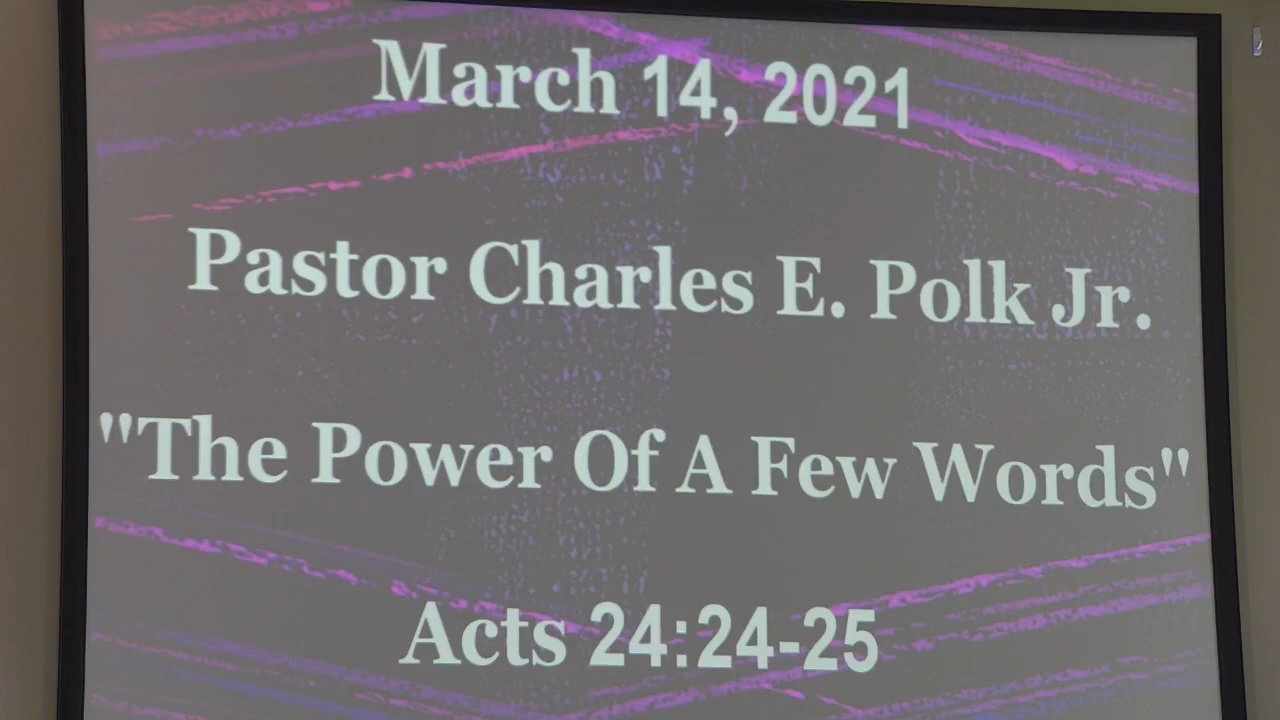 March 14, 2021
Pastor Charles E. Polk Jr.
"The Power Of A Few Words"
Acts 24:24-25